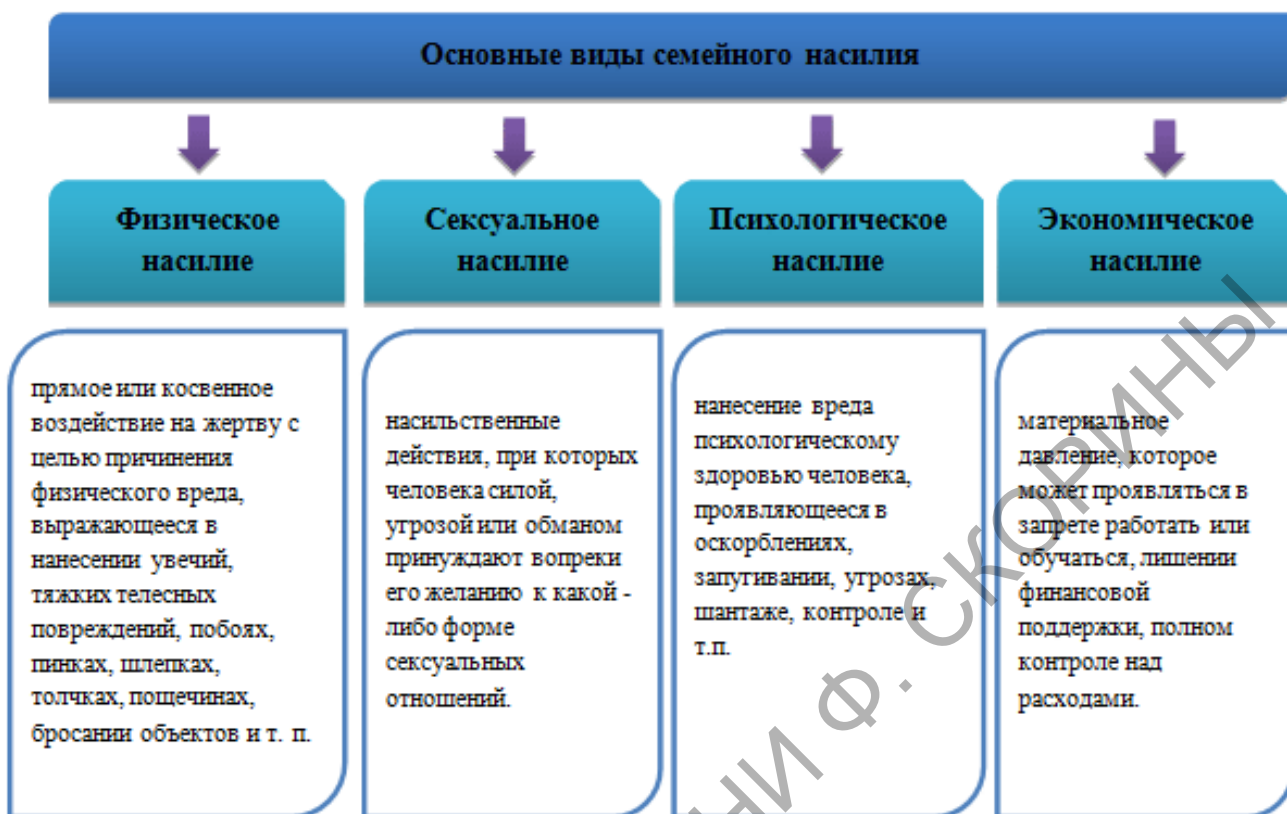 Основные виды семейного насилия
Физическое
насилие
Сексуальное
насилие
Психологическое
насилие
Экономическое
насилие
прямое или косвенное
воздействие на жертву с
целью причинения
физического вреда,
выражающееся в
нанесении увечий,
тяжких телесных
повреждений, побоях,
пинках, шлепках,
толчках, пощечинах,
бросании объектов и т. п.
насильственные
действия, при которых
человека силой,
угрозой или обманом
принуждают вопреки
его желанию к какой -
либо форме
сексуальных
отношений.
нанесение вреда
психологическому
здоровью человека,
проявляющееся в
оскорблениях,
запугивании, угрозах,
шантаже, контроле и
т.п.
материальное
давление, которое
может проявляться в
запрете работать или
обучаться, лишении
финансовой
поддержки, полном
контроле над
расходами.
Ф. СКОРИНЫ